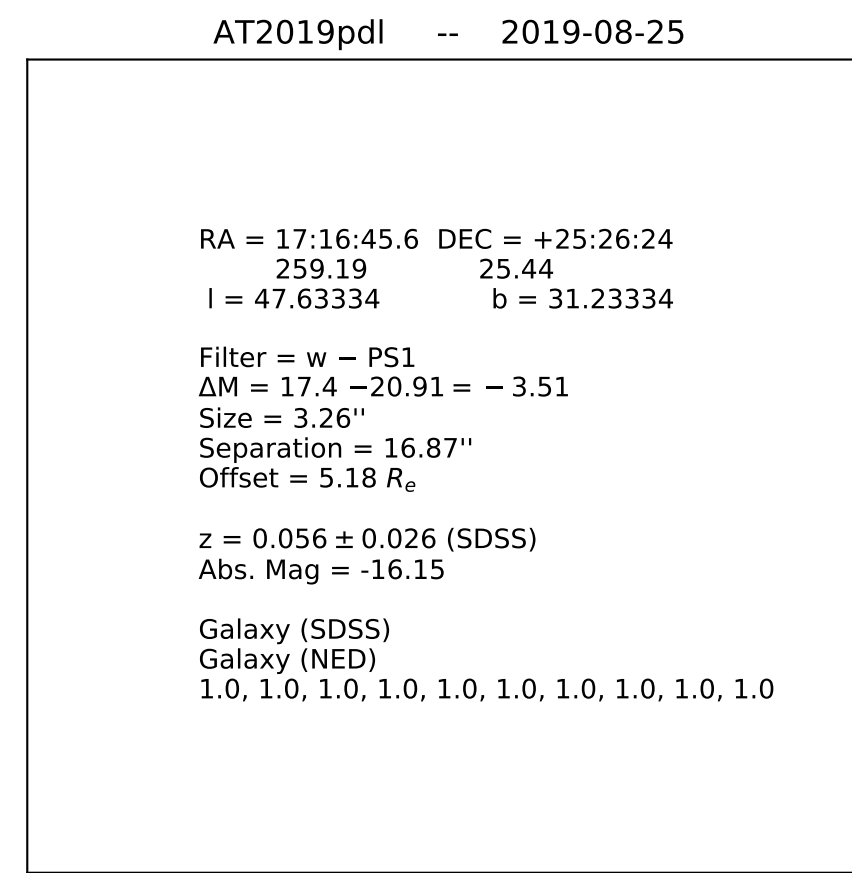 AT2019pdl -- 2019-08-25
RA = 17:16:45.6 DEC = +25:26:24
259.19 25.44
l = 47.63334 b = 31.23334
Filter = w − PS1
ΔM = 17.4 −20.91 = − 3.51
Size = 3.26''
Separation = 16.87''
Offset = 5.18 Rₑ
z = 0.056 ± 0.026 (SDSS)
Abs. Mag = -16.15
Galaxy (SDSS)
Galaxy (NED)
1.0, 1.0, 1.0, 1.0, 1.0, 1.0, 1.0, 1.0, 1.0, 1.0